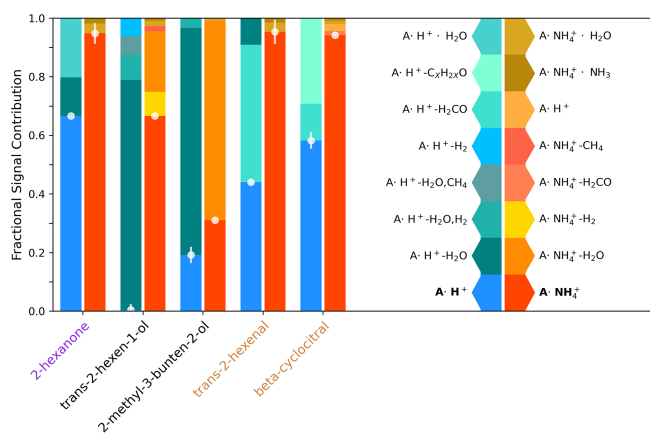 Fractional Signal Contribution
1.0
0.8
0.6
0.4
0.2
0.0
2-hexanone
trans-2-hexen-1-ol
2-methyl-3-bunten-2-ol
trans-2-hexenal
beta-cyclocitral
A· H⁺ · H₂O
A· NH₄⁺ · H₂O
A· H⁺-CₓH₂ₓO
A· NH₄⁺ · NH₃
A· H⁺-H₂CO
A· H⁺
A· H⁺-H₂
A· NH₄⁺-CH₄
A· H⁺-H₂O,CH₄
A· NH₄⁺-H₂CO
A· H⁺-H₂O,H₂
A· NH₄⁺-H₂
A· H⁺-H₂O
A· NH₄⁺-H₂O
A· H⁺
A· NH₄⁺